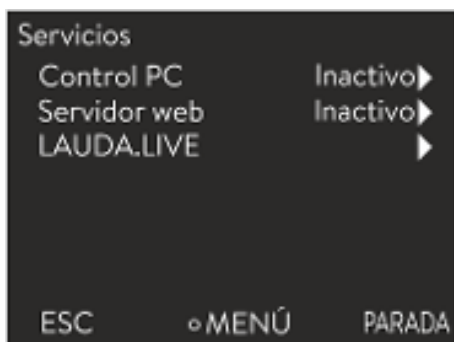 Servicios
Control PC Inactivo
Servidor web Inactivo
LAUDA.LIVE
ESC MENÚ PARADA